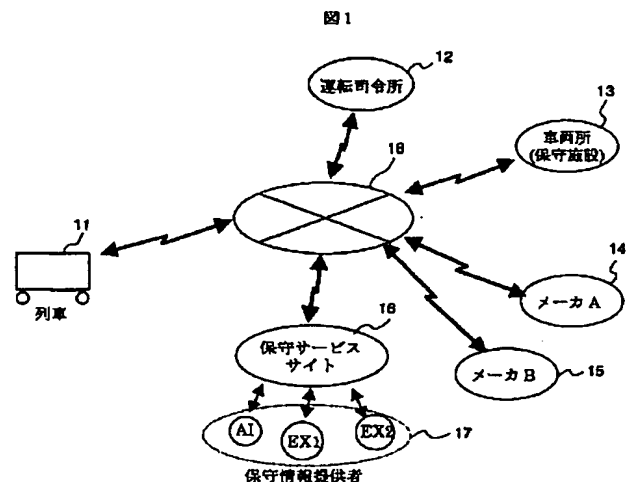 図1
12
運転司令所
13
車両所
(保守施設)
18
11
列車
14
メーカA
16
保守サービス
サイト
メーカB
15
AI
EX1
EX2
17
保守情報提供者